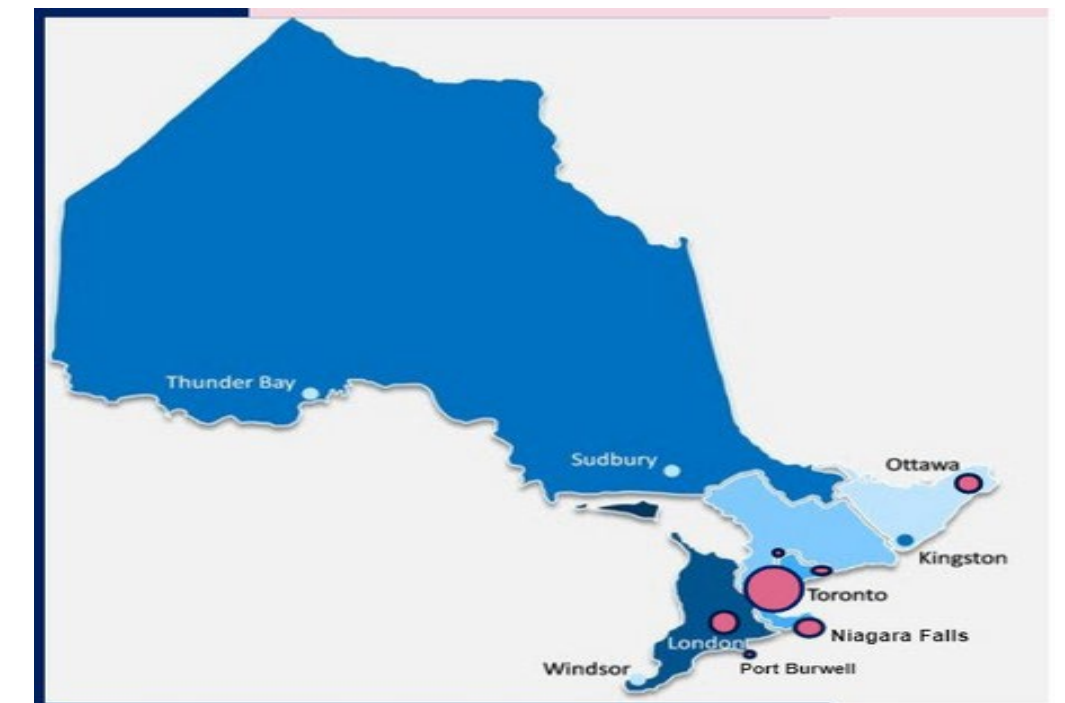 Thunder Bay
Sudbury
Ottawa
Kingston
Toronto
Niagara Falls
London
Port Burwell
Windsor